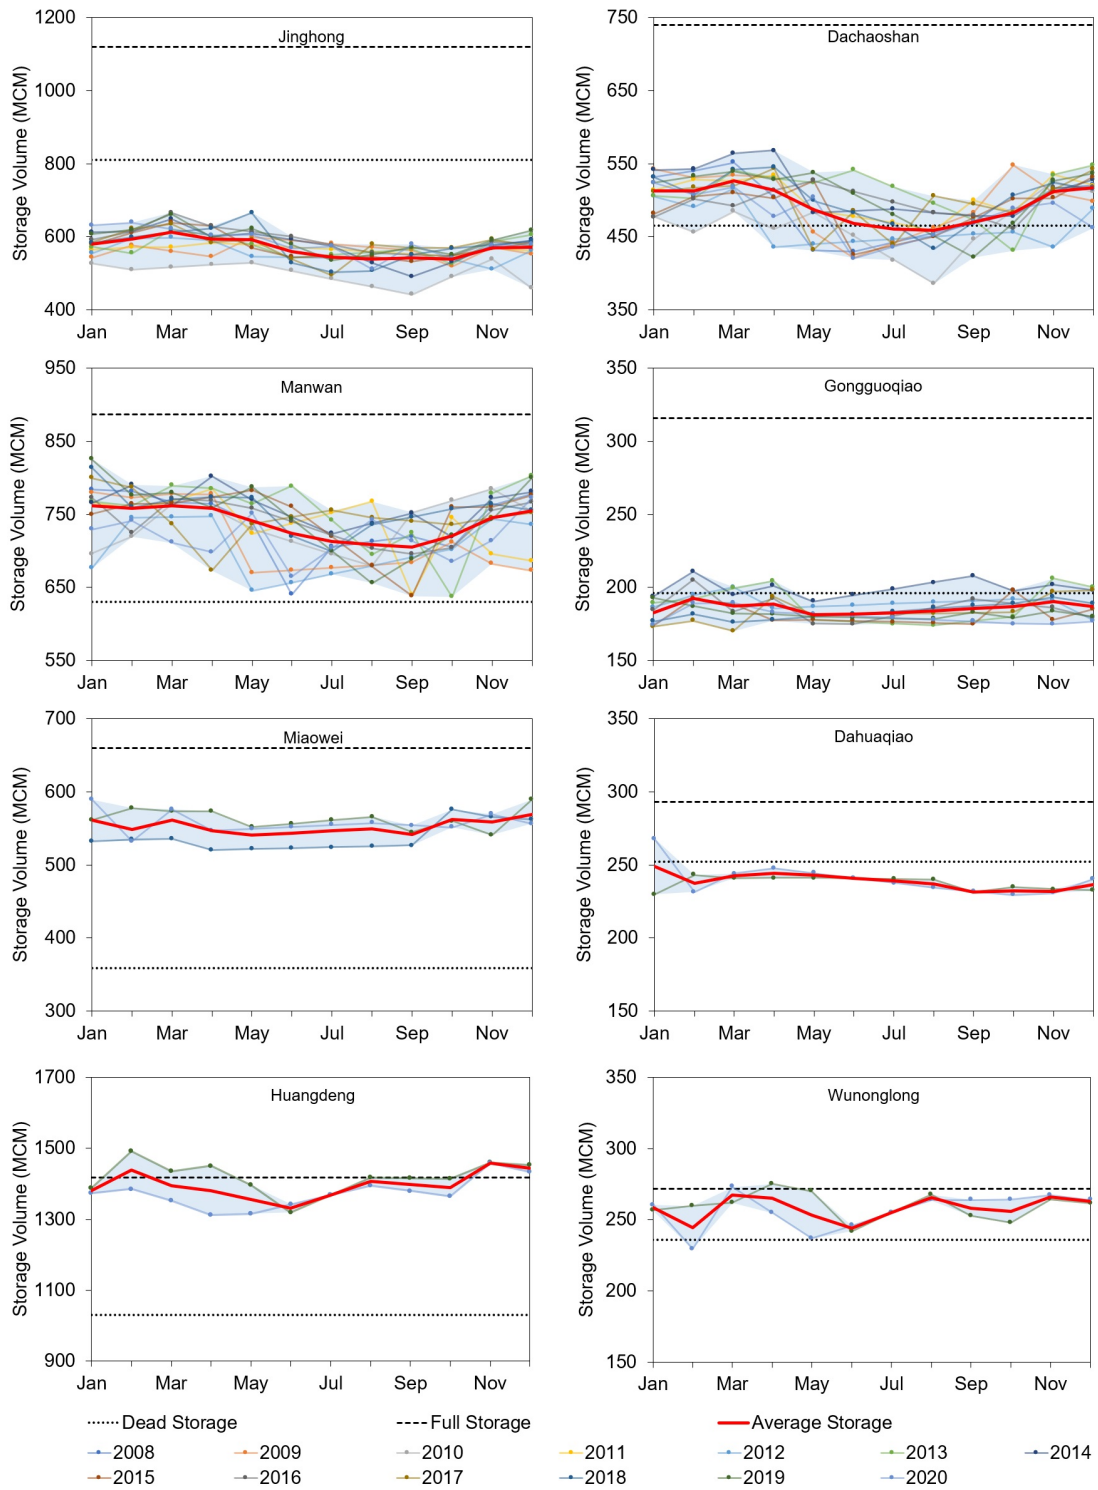 Jinghong
Storage Volume (MCM)
1200
1000
800
600
400
Jan Mar May Jul Sep Nov
Dachaoshan
Storage Volume (MCM)
750
650
550
450
350
Jan Mar May Jul Sep Nov
Manwan
Storage Volume (MCM)
950
850
750
650
550
Jan Mar May Jul Sep Nov
Gongguoqiao
Storage Volume (MCM)
350
300
250
200
150
Jan Mar May Jul Sep Nov
Miaowei
Storage Volume (MCM)
700
600
500
400
300
Jan Mar May Jul Sep Nov
Dahuaqiao
Storage Volume (MCM)
350
300
250
200
150
Jan Mar May Jul Sep Nov
Huangdeng
Storage Volume (MCM)
1700
1500
1300
1100
900
Jan Mar May Jul Sep Nov
Wunonglong
Storage Volume (MCM)
350
300
250
200
150
Jan Mar May Jul Sep Nov
Dead Storage Full Storage Average Storage
2008 2009 2010 2011 2012 2013 2014
2015 2016 2017 2018 2019 2020